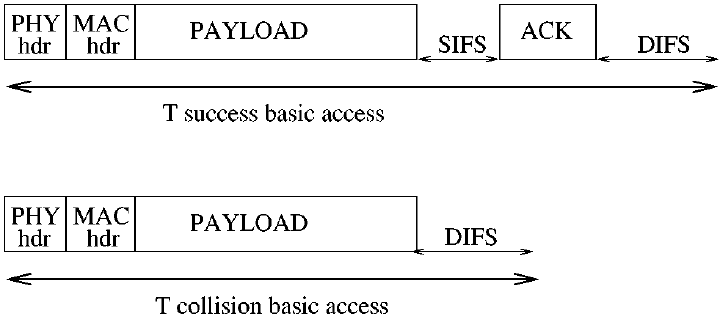 PHY hdr MAC hdr PAYLOAD SIFS ACK DIFS
T success basic access
PHY hdr MAC hdr PAYLOAD DIFS
T collision basic access